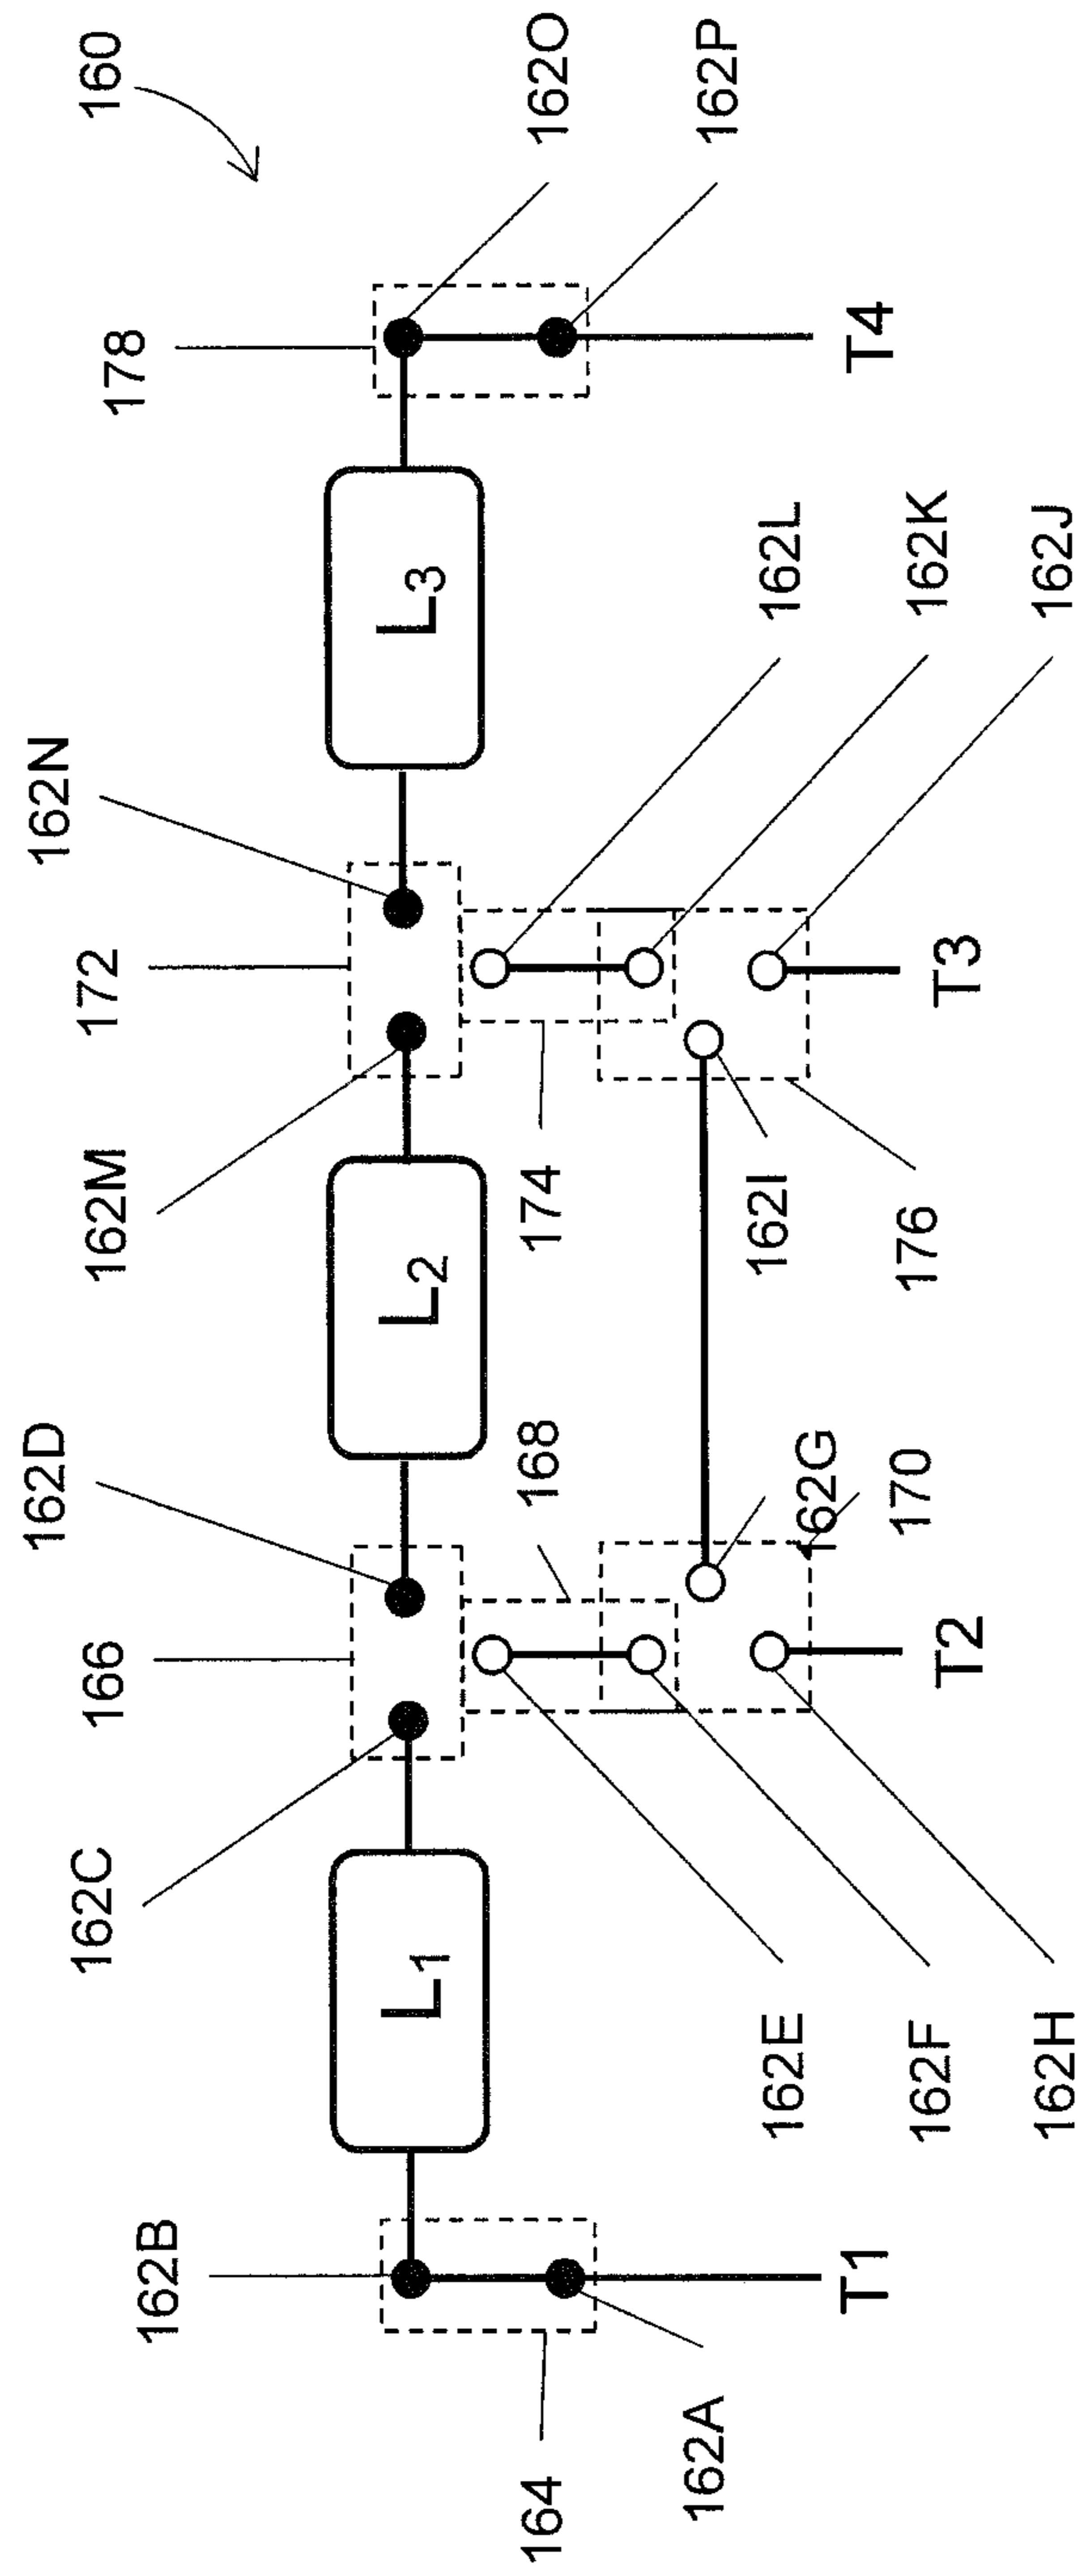 160
162O
162P
178
T4
L3
162N
172
162M
162L
162K
162J
T3
174
162I
176
L2
162D
166
162C
168
162G
170
T2
L1
162E
162F
162H
162B
T1
164
162A